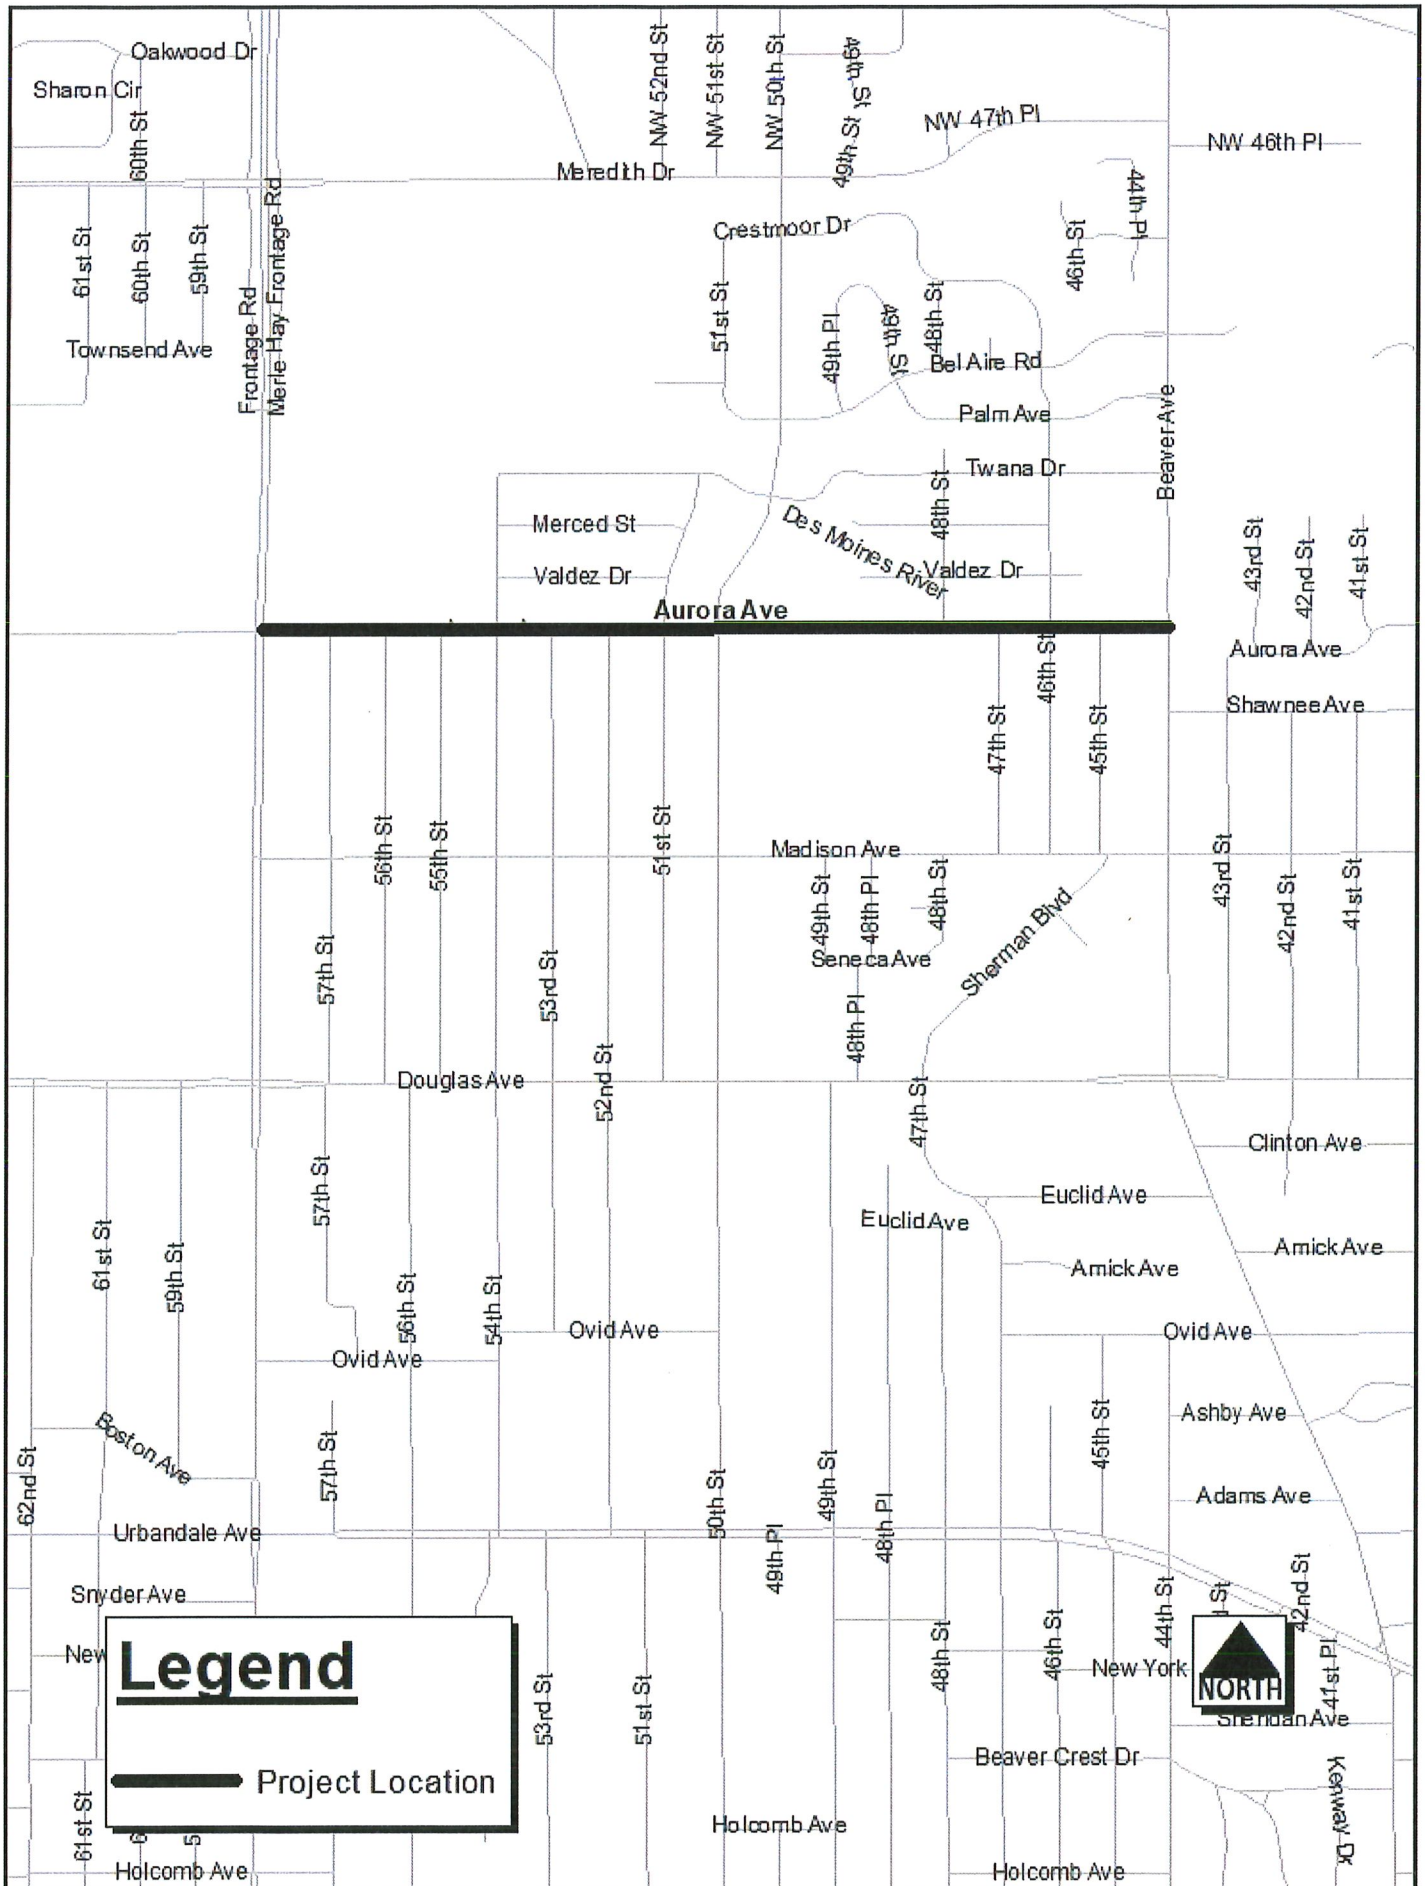 Oakwood Dr
Sharon Cir
60th St
NW 52nd St
NW 51st St
NW 50th St
49th St
49th St
NW 47th Pl
NW 46th Pl
Meredith Dr
44th Pl
46th St
Crestmoor Dr
61st St
60th St
59th St
Frontage Rd
Merle Hay Frontage Rd
Townsend Ave
51st St
49th Pl
49th St
48th St
Bel Aire Rd
Palm Ave
Beaver Ave
Twana Dr
48th St
Merced St
Des Moines River
Valdez Dr
Valdez Dr
43rd St
42nd St
41st St
Aurora Ave
Aurora Ave
46th St
Shawnee Ave
47th St
45th St
56th St
55th St
51st St
Madison Ave
49th St
48th Pl
48th St
43rd St
42nd St
41st St
Sherman Blvd
Seneca Ave
57th St
53rd St
48th Pl
Douglas Ave
52nd St
47th St
Clinton Ave
57th St
Euclid Ave
Euclid Ave
61st St
59th St
Amick Ave
Amick Ave
56th St
54th St
Ovid Ave
Ovid Ave
Ovid Ave
Boston Ave
Ashby Ave
45th St
62nd St
57th St
50th St
49th St
48th Pl
Adams Ave
Urbandale Ave
49th Pl
Snyder Ave
44th St
St
42nd St
New
48th St
46th St
New York
41st Pl
NORTH
Sheridan Ave
53rd St
51st St
Beaver Crest Dr
Kenway Dr
Legend
Project Location
61st St
6
5
Holcomb Ave
Holcomb Ave
Holcomb Ave